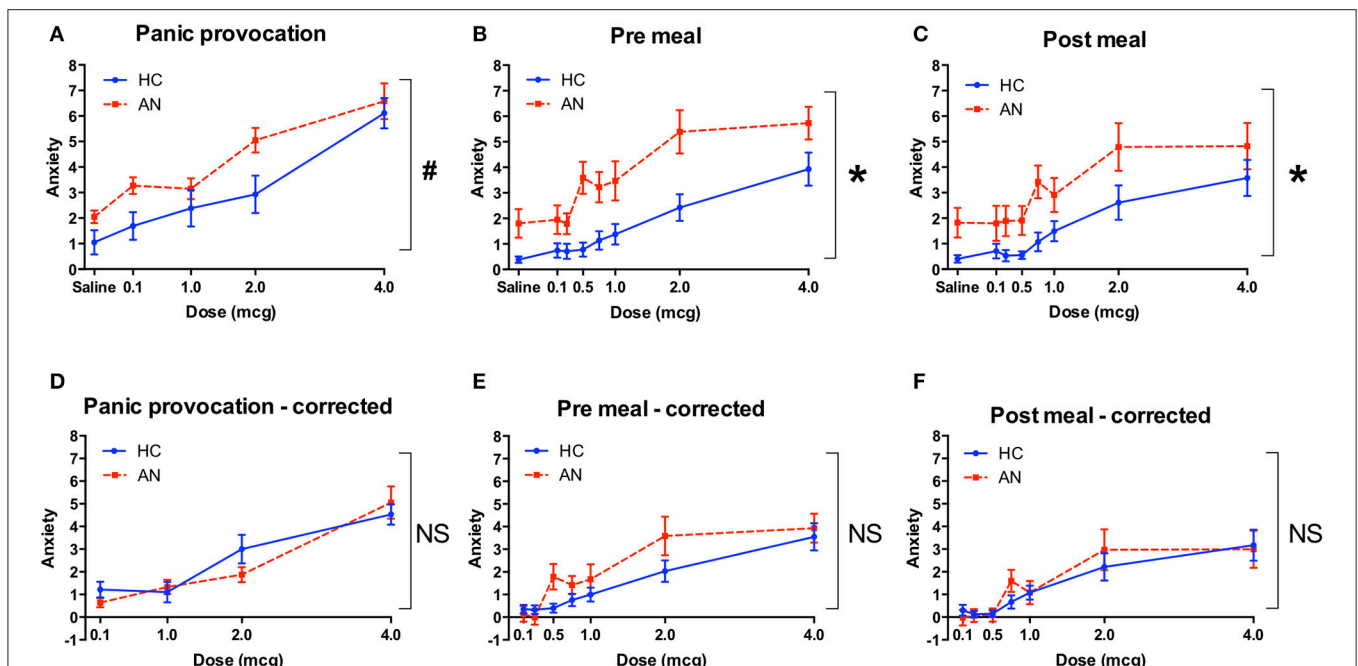 A
Panic provocation
8
7
6
5
4
3
2
1
0
Anxiety
HC
AN
#
Saline 0.1 1.0 2.0 4.0
Dose (mcg)
B
Pre meal
8
7
6
5
4
3
2
1
0
Anxiety
HC
AN
*
Saline 0.1 0.5 1.0 2.0 4.0
Dose (mcg)
C
Post meal
8
7
6
5
4
3
2
1
0
Anxiety
HC
AN
*
Saline 0.1 0.5 1.0 2.0 4.0
Dose (mcg)
D
Panic provocation - corrected
8
7
6
5
4
3
2
1
0
-1
Anxiety
HC
AN
NS
0.1 1.0 2.0 4.0
Dose (mcg)
E
Pre meal - corrected
8
7
6
5
4
3
2
1
0
-1
Anxiety
HC
AN
NS
0.1 0.5 1.0 2.0 4.0
Dose (mcg)
F
Post meal - corrected
8
7
6
5
4
3
2
1
0
-1
Anxiety
HC
AN
NS
0.1 0.5 1.0 2.0 4.0
Dose (mcg)